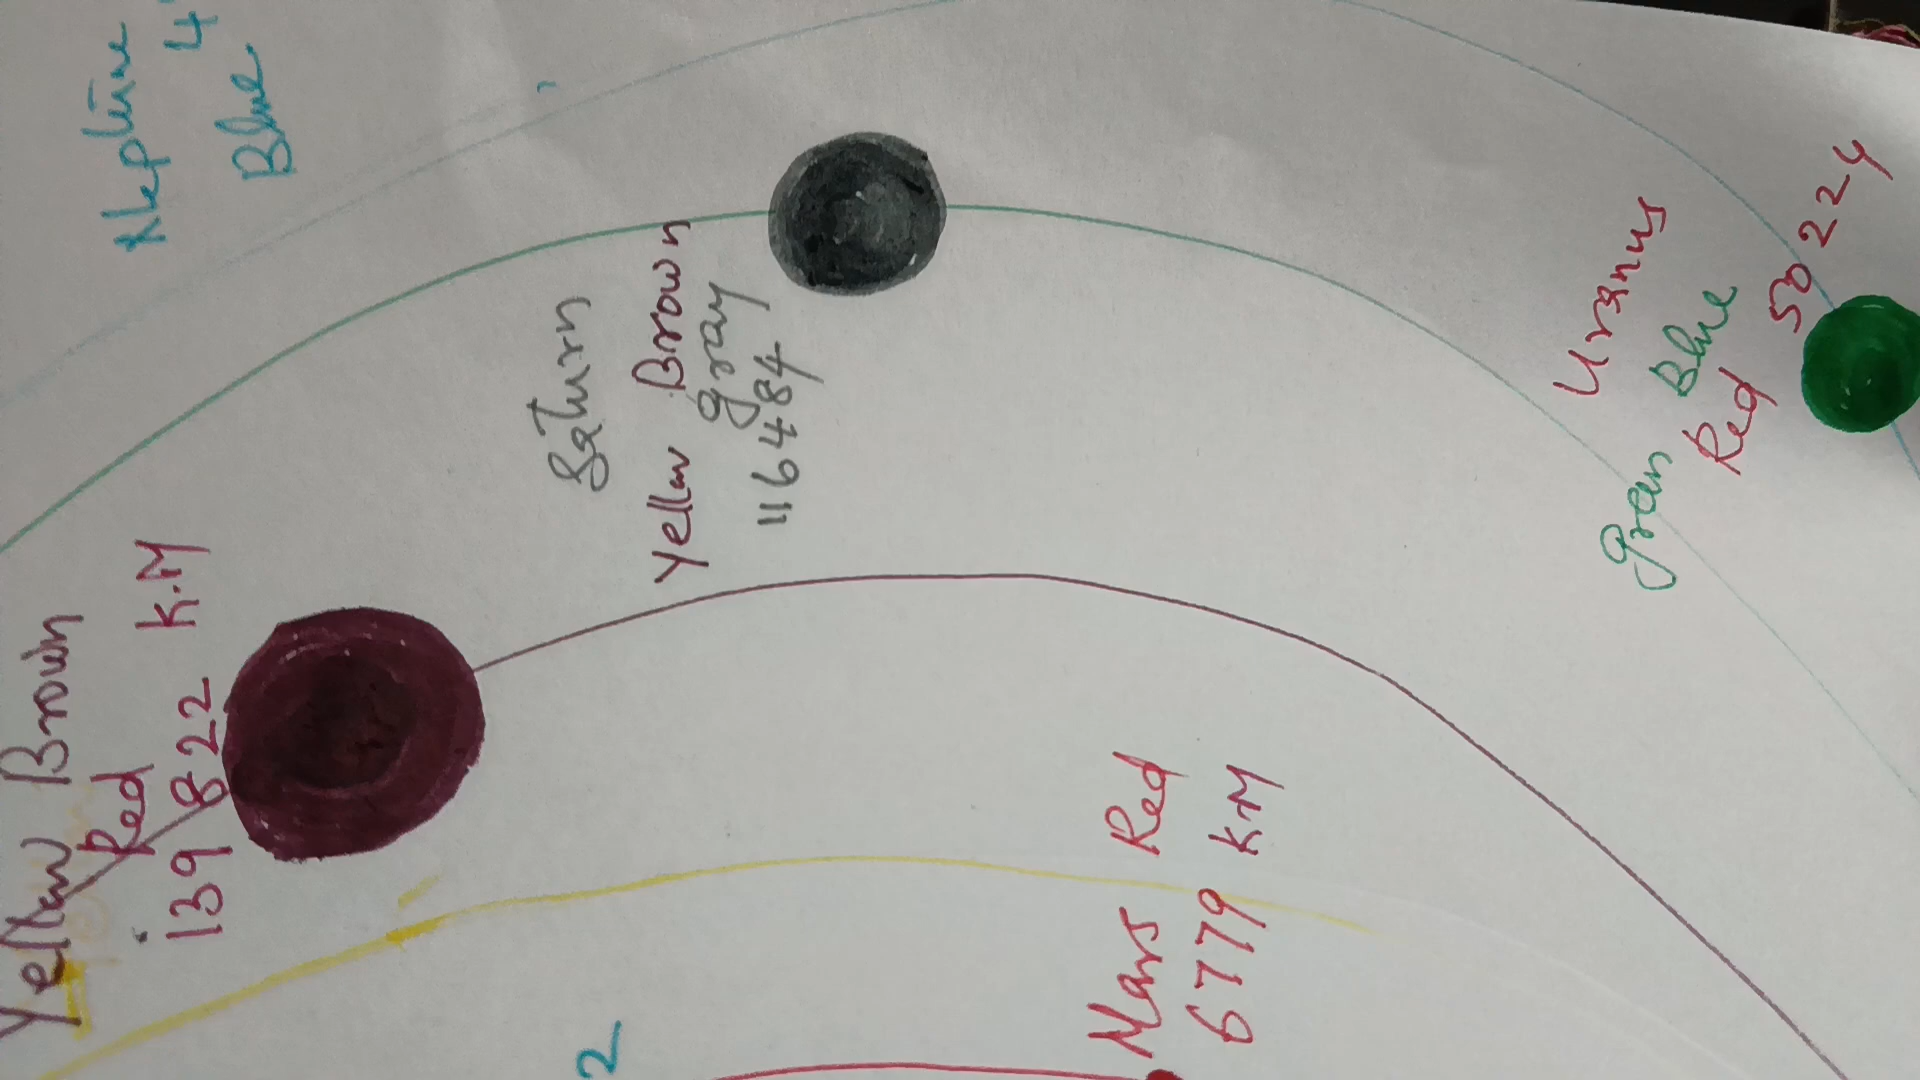 Neptune
4
Blue
Saturn
Yellow Brown
gray
116484
Uranus
Green Blue
Red 50224
Yellow Brown
Red
139822 K.M
Mars Red
6779 K.M
2